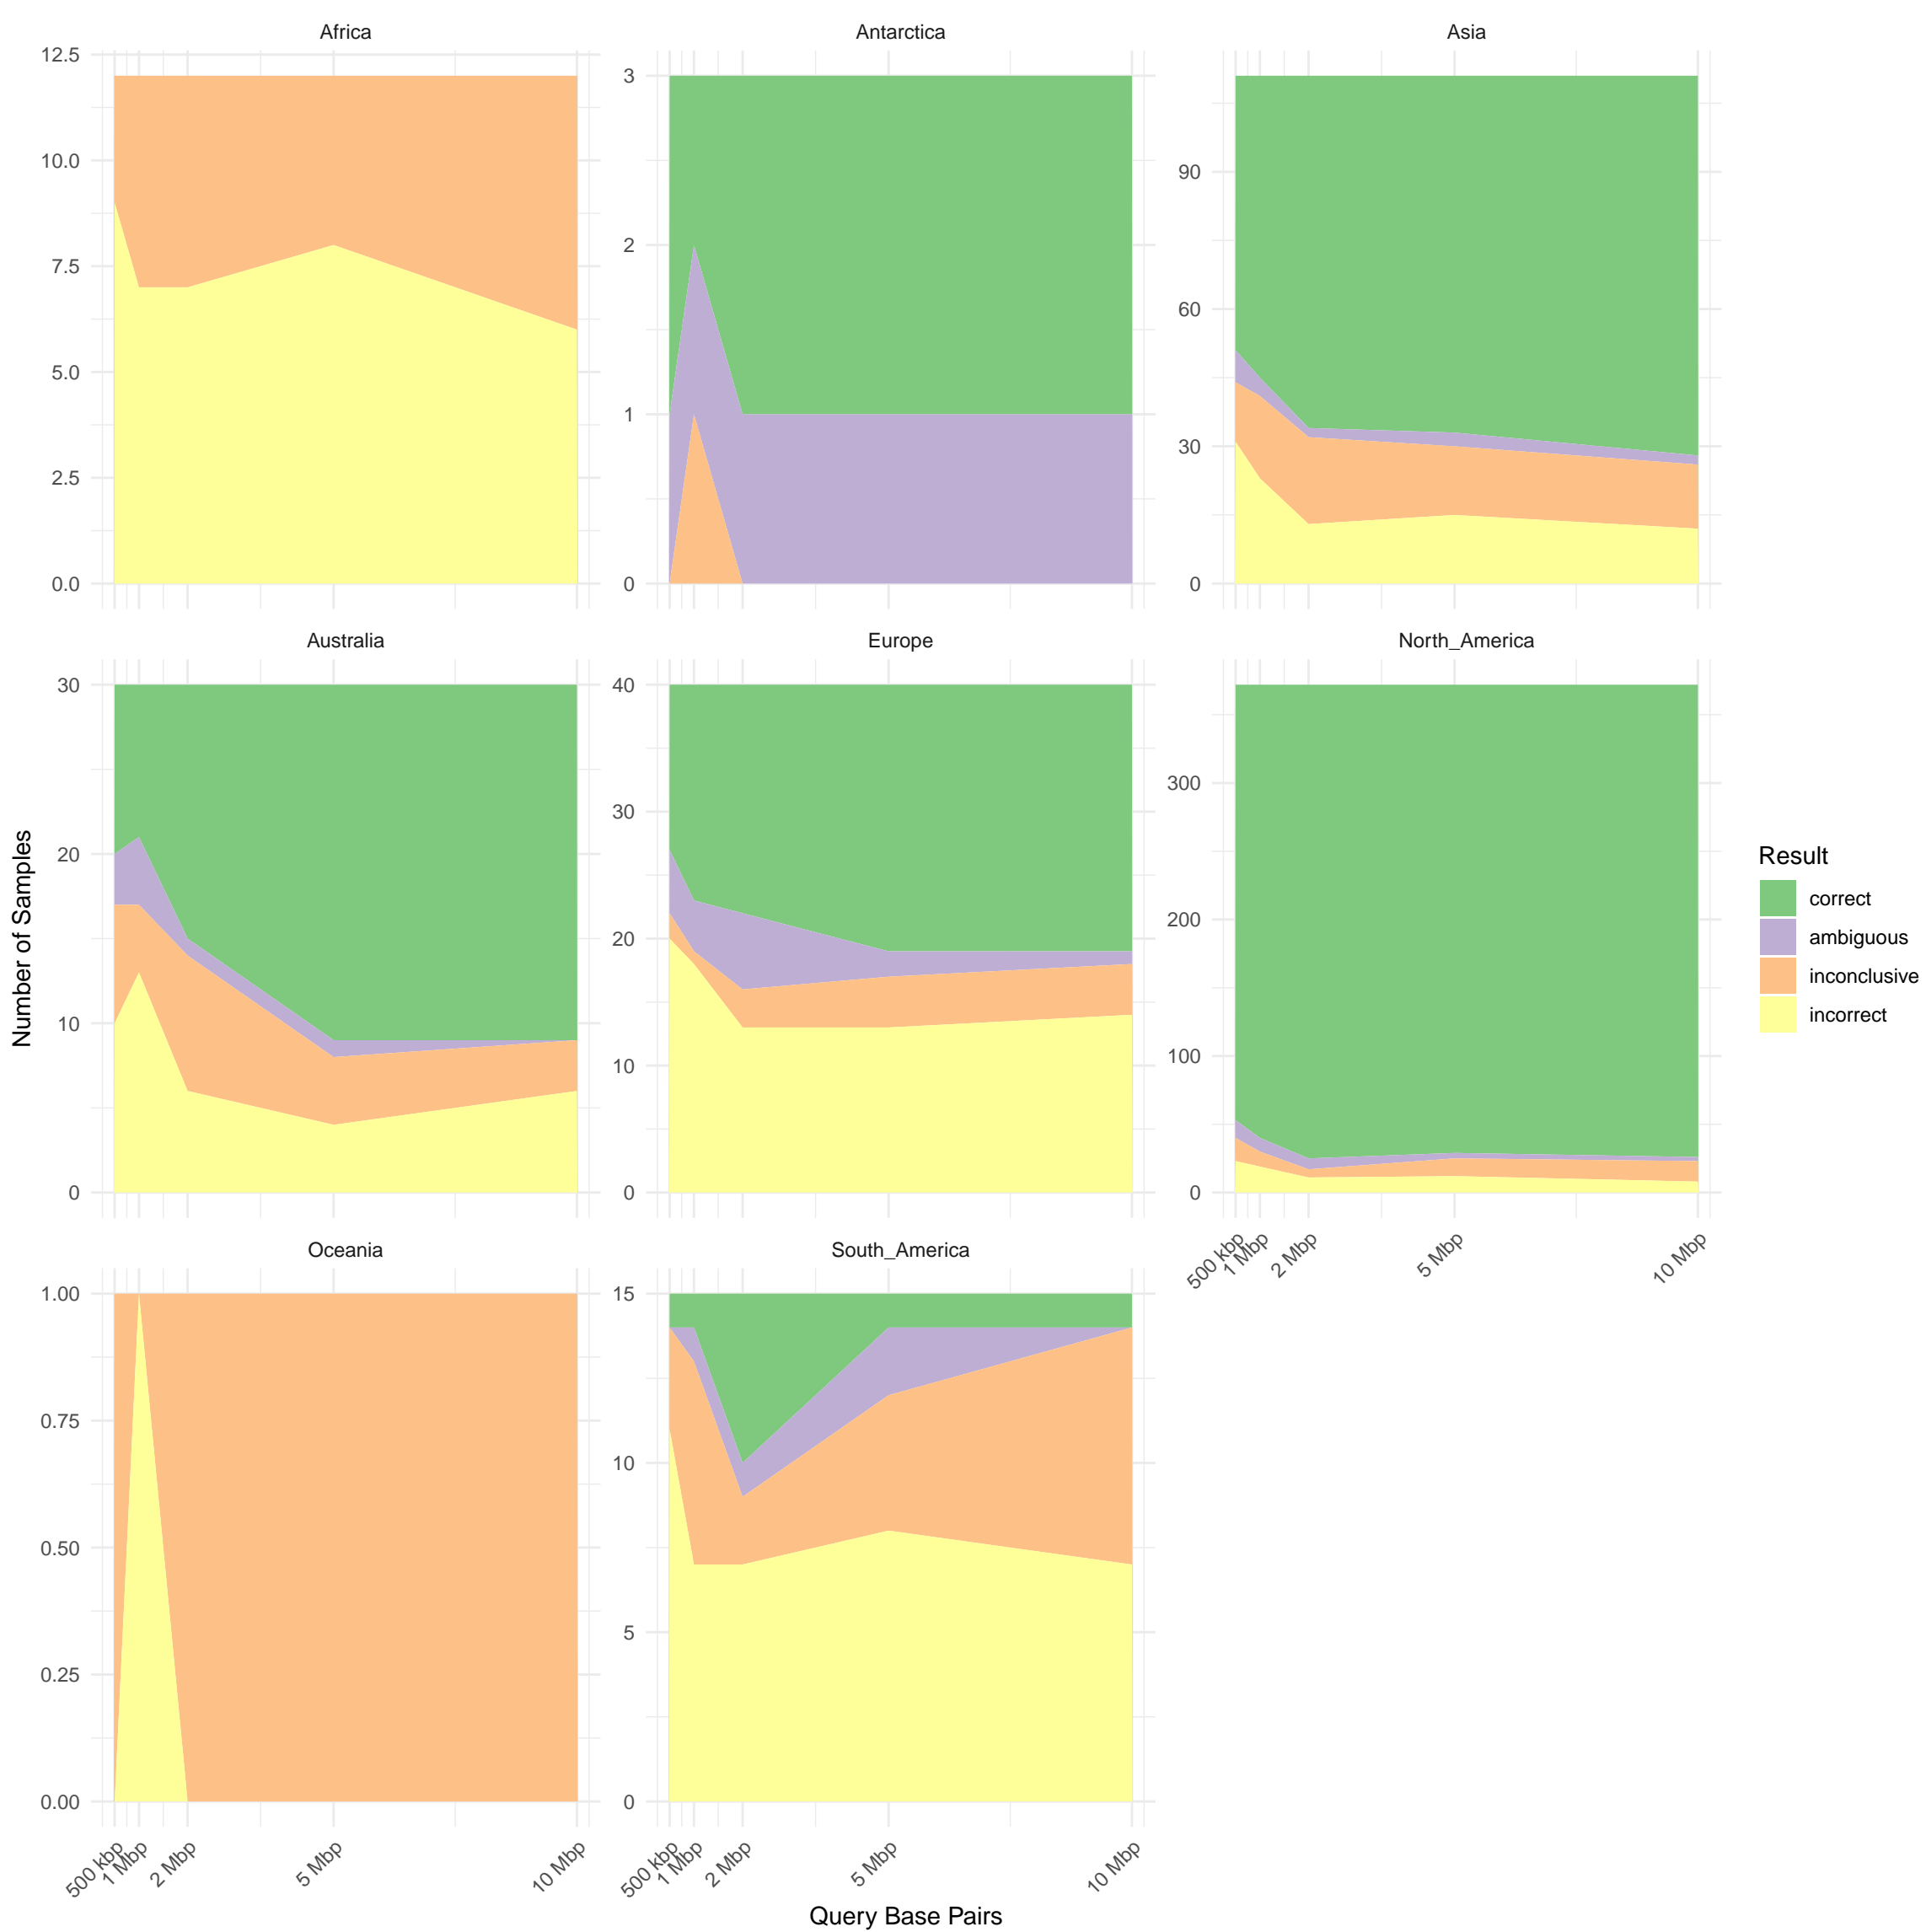 Africa
Antarctica
Asia
12.5
10.0
7.5
5.0
2.5
0.0
3
2
1
0
90
60
30
0
Australia
Europe
North_America
30
20
10
0
40
30
20
10
0
300
200
100
0
500 kbp
1 Mbp
2 Mbp
5 Mbp
10 Mbp
Number of Samples
Result
correct
ambiguous
inconclusive
incorrect
Oceania
South_America
1.00
0.75
0.50
0.25
0.00
15
10
5
0
500 kbp
1 Mbp
2 Mbp
5 Mbp
10 Mbp
500 kbp
1 Mbp
2 Mbp
5 Mbp
10 Mbp
Query Base Pairs